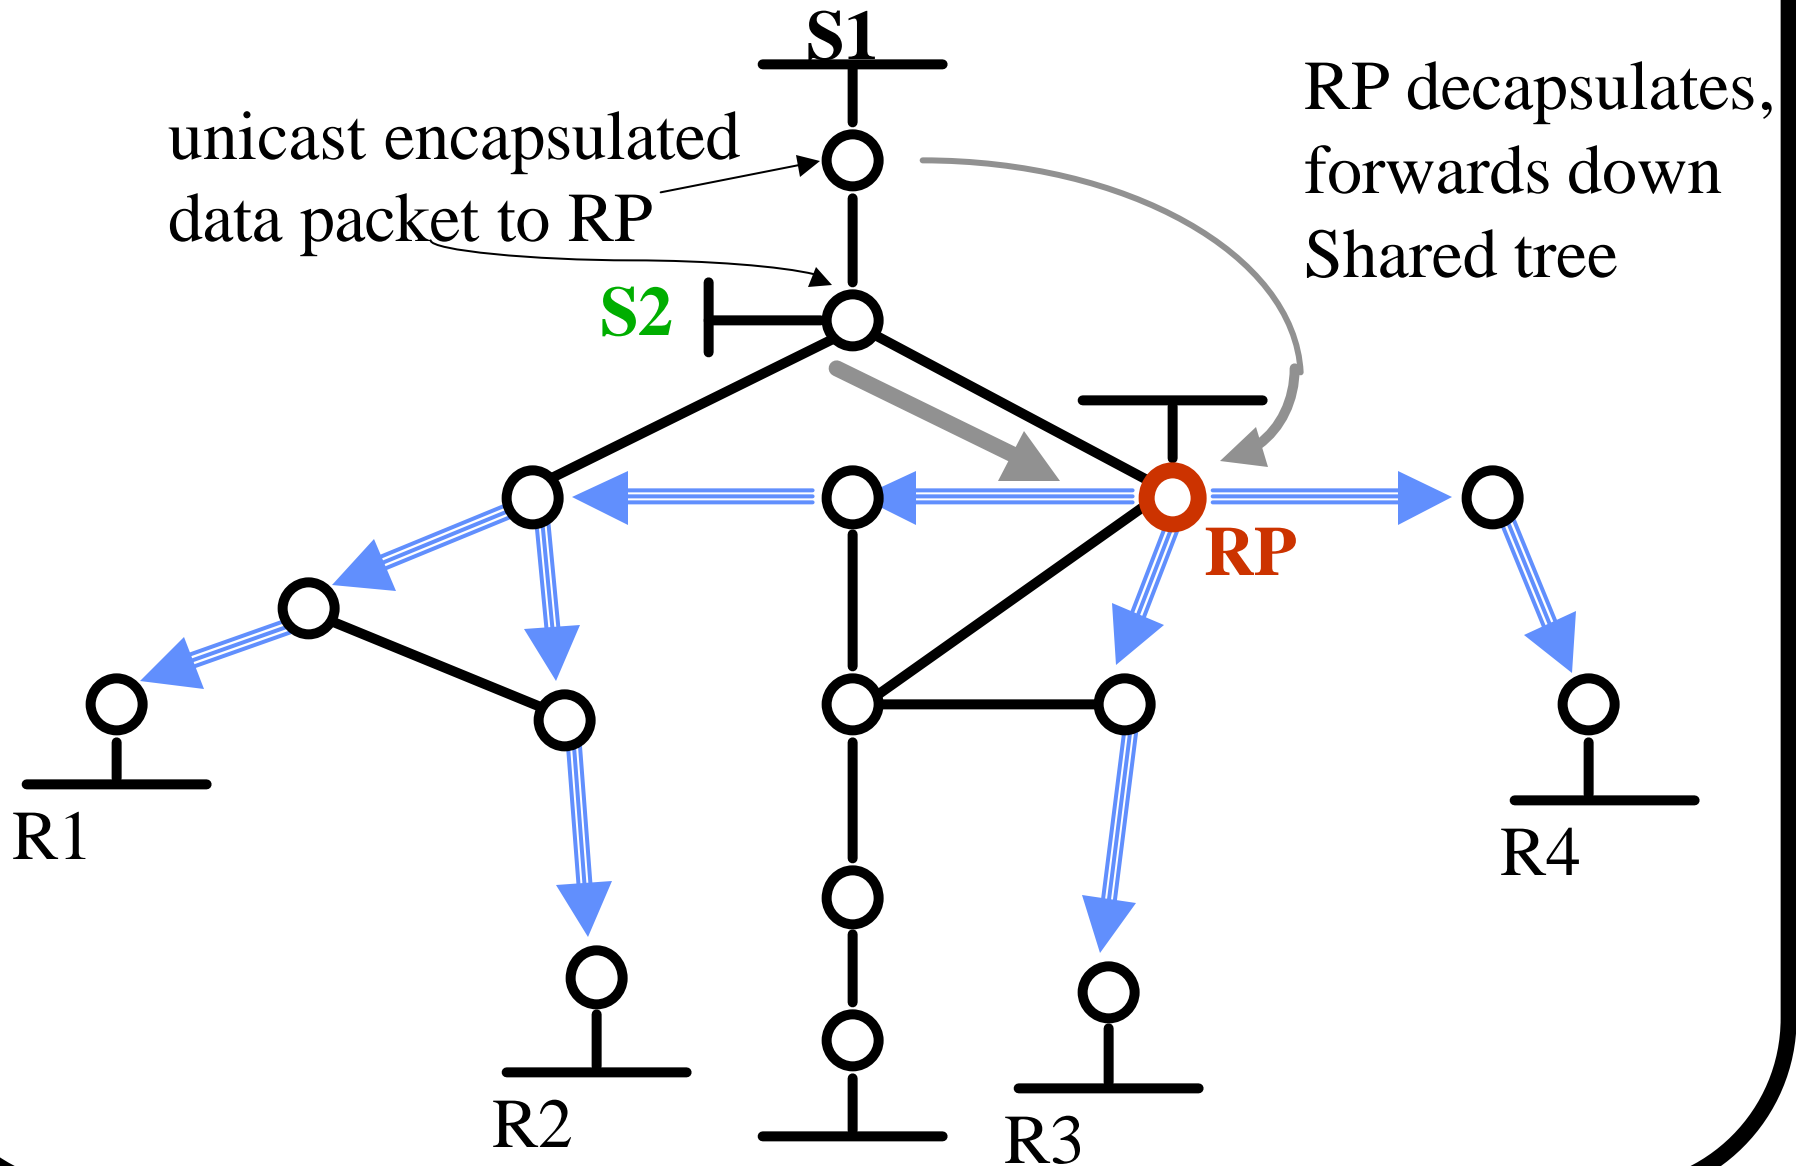 S1
unicast encapsulated
data packet to RP
RP decapsulates,
forwards down
Shared tree
S2
RP
R1
R2
R3
R4